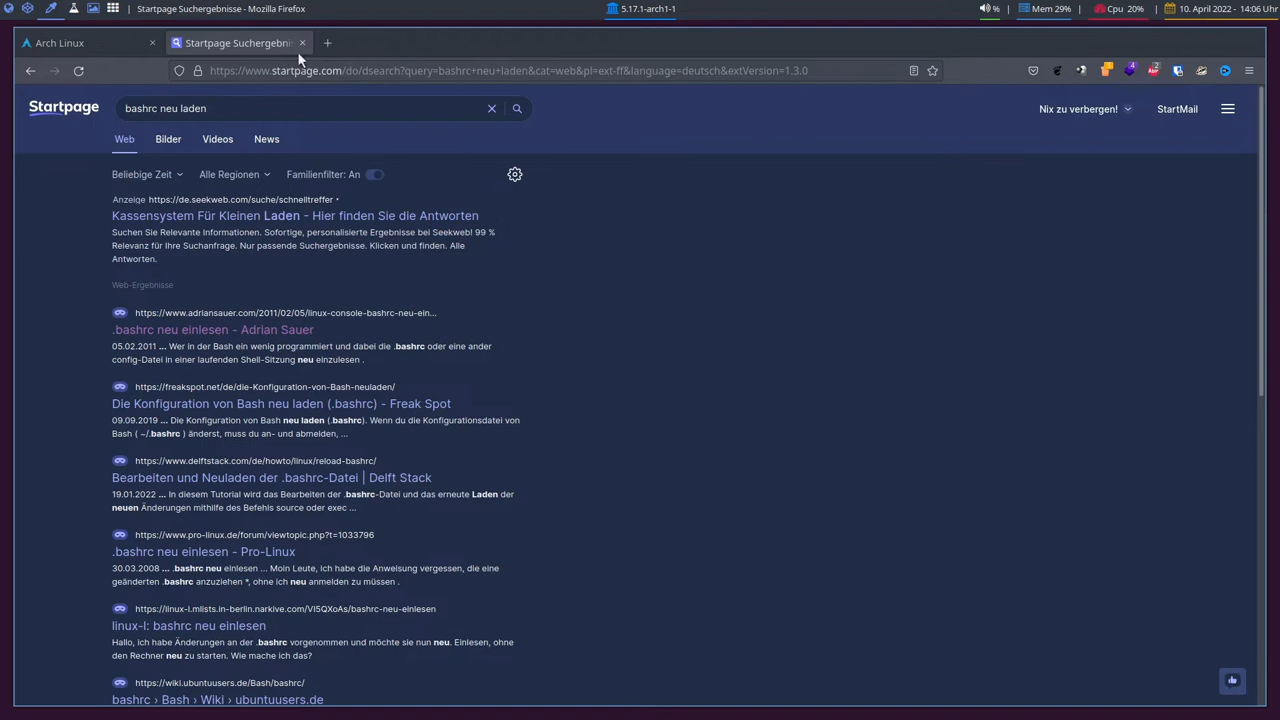 Startpage Suchergebnisse - Mozilla Firefox
5.17.1-arch1-1
%
Mem 29%
Cpu 20%
10. April 2022 - 14:06 Uhr
Arch Linux
Startpage Suchergebni
https://www.startpage.com/do/dsearch?query=bashrc+neu+laden&cat=web&pl=ext-ff&language=deutsch&extVersion=1.3.0
Startpage
bashrc neu laden
Nix zu verbergen!
StartMail
Web
Bilder
Videos
News
Beliebige Zeit
Alle Regionen
Familienfilter: An
Anzeige https://de.seekweb.com/suche/schnelltreffer •
Kassensystem Für Kleinen Laden - Hier finden Sie die Antworten
Suchen Sie Relevante Informationen. Sofortige, personalisierte Ergebnisse bei Seekweb! 99 %
Relevanz für Ihre Suchanfrage. Nur passende Suchergebnisse. Klicken und finden. Alle
Antworten.
Web-Ergebnisse
https://www.adriansauer.com/2011/02/05/linux-console-bashrc-neu-ein...
.bashrc neu einlesen - Adrian Sauer
05.02.2011 ... Wer in der Bash ein wenig programmiert und dabei die .bashrc oder eine ander
config-Datei in einer laufenden Shell-Sitzung neu einzulesen .
https://freakspot.net/de/die-Konfiguration-von-Bash-neuladen/
Die Konfiguration von Bash neu laden (.bashrc) - Freak Spot
09.09.2019 ... Die Konfiguration von Bash neu laden (.bashrc). Wenn du die Konfigurationsdatei von
Bash ( ~/.bashrc ) änderst, muss du an- und abmelden, ...
https://www.delftstack.com/de/howto/linux/reload-bashrc/
Bearbeiten und Neuladen der .bashrc-Datei | Delft Stack
19.01.2022 ... In diesem Tutorial wird das Bearbeiten der .bashrc-Datei und das erneute Laden der
neuen Änderungen mithilfe des Befehls source oder exec ...
https://www.pro-linux.de/forum/viewtopic.php?t=1033796
.bashrc neu einlesen - Pro-Linux
30.03.2008 ... .bashrc neu einlesen ... Moin Leute, ich habe die Anweisung vergessen, die eine
geänderten .bashrc anzuziehen *, ohne ich neu anmelden zu müssen .
https://linux-l.mlists.in-berlin.narkive.com/VI5QXoAs/bashrc-neu-einlesen
linux-l: bashrc neu einlesen
Hallo, ich habe Änderungen an der .bashrc vorgenommen und möchte sie nun neu. Einlesen, ohne
den Rechner neu zu starten. Wie mache ich das?
https://wiki.ubuntuusers.de/Bash/bashrc/
bashrc › Bash › Wiki › ubuntuusers.de